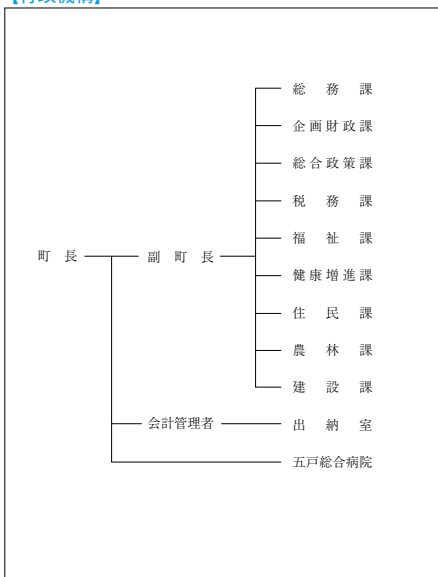 【行政機構】
総務課
企画財政課
総合政課
税務課
福祉課
町長 副町長
健康増進課
住民課
農林課
建設課
会計管理者 出納室
五戸総合病院